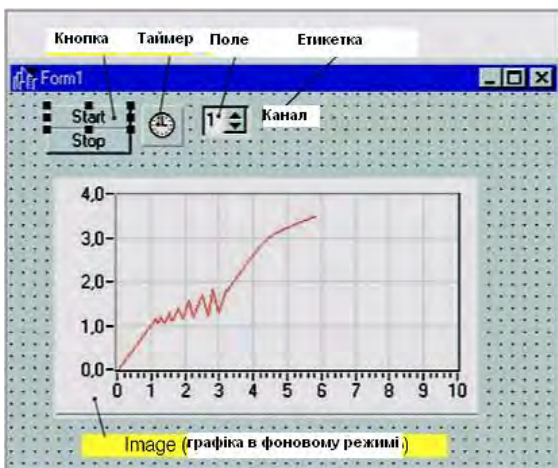 Кнопка Таймер Поле Етикетка
Form1
Start 1 Канал
Stop
4,0
3,0
2,0
1,0
0,0
0 1 2 3 4 5 6 7 8 9 10
Image (графіка в фоновому режимі)